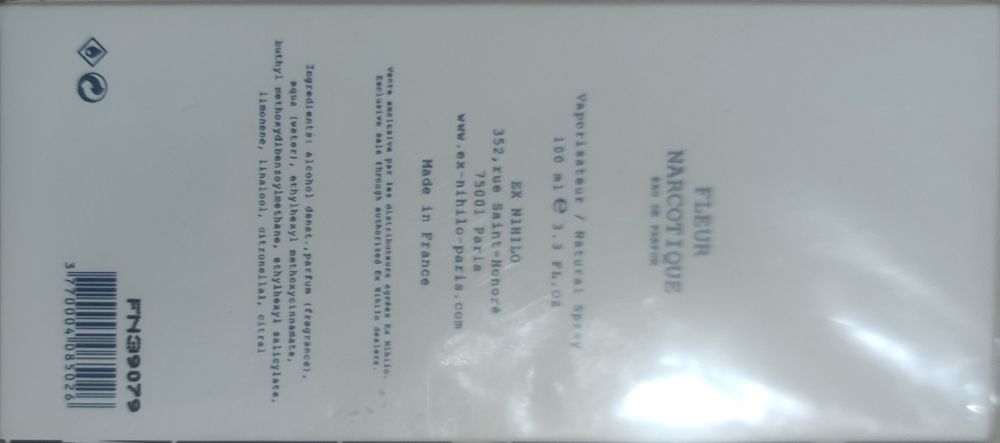 FLEUR
NARCOTIQUE
EAU DE PARFUM
Vaporisateur / Natural Spray
100 ml ℮ 3.3 FL.OZ
EX NIHILO
352,rue Saint-Honoré
75001 Paris
www.ex-nihilo-paris.com
Made in France
Vente exclusive par les distributeurs agréés Ex Nihilo.
Exclusive sale through authorised Ex Nihilo dealers.
Ingredients: alcohol denat.,parfum (fragrance),
aqua (water), ethylhexyl methoxycinnamate,
buthyl methoxydibenzoylmethane, ethylhexyl salicylate,
limonene, linalool, citronellal, citral
FN39079
3770004085026